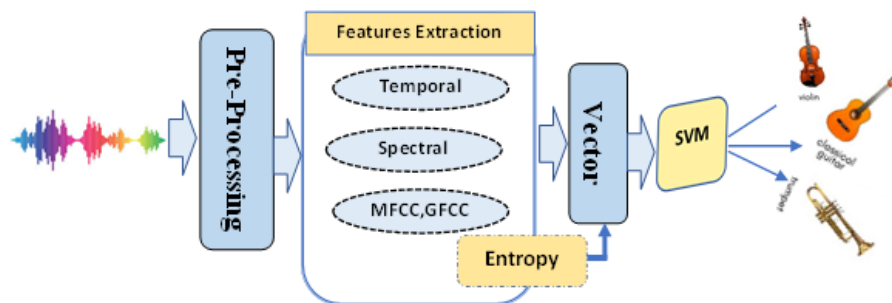 Pre-Processing
Features Extraction
Temporal
Spectral
MFCC,GFCC
Entropy
Vector
SVM
violin
classical
guitar
trumpet